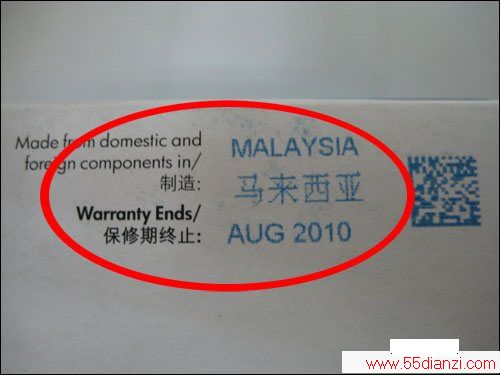 Made from domestic and
foreign components in/
制造:
MALAYSIA
马来西亚
Warranty Ends/
保修期终止:
AUG 2010
www.55dianzi.com